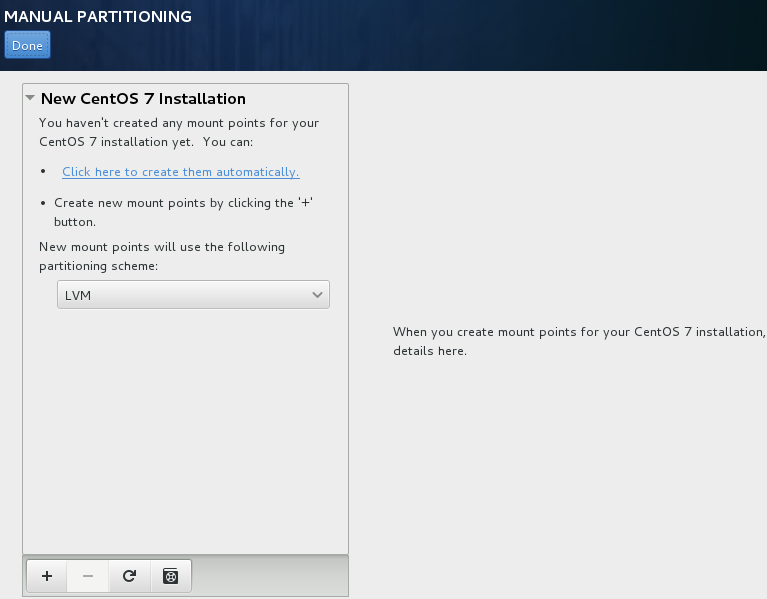 MANUAL PARTITIONING
Done
New CentOS 7 Installation
You haven't created any mount points for your
CentOS 7 installation yet.  You can:
• Click here to create them automatically.
• Create new mount points by clicking the '+'
button.
New mount points will use the following
partitioning scheme:
LVM
When you create mount points for your CentOS 7 installation,
details here.